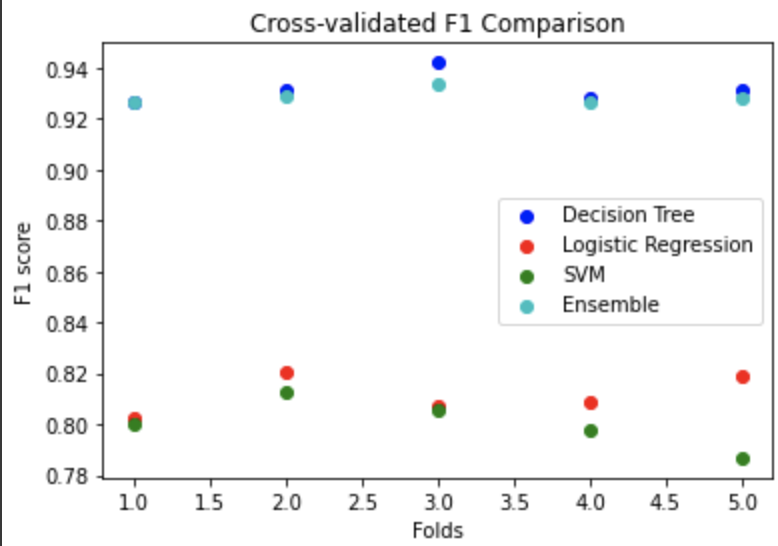 Cross-validated F1 Comparison
0.94
0.92
0.90
0.88
0.86
0.84
0.82
0.80
0.78
F1 score
Decision Tree
Logistic Regression
SVM
Ensemble
1.0 1.5 2.0 2.5 3.0 3.5 4.0 4.5 5.0
Folds